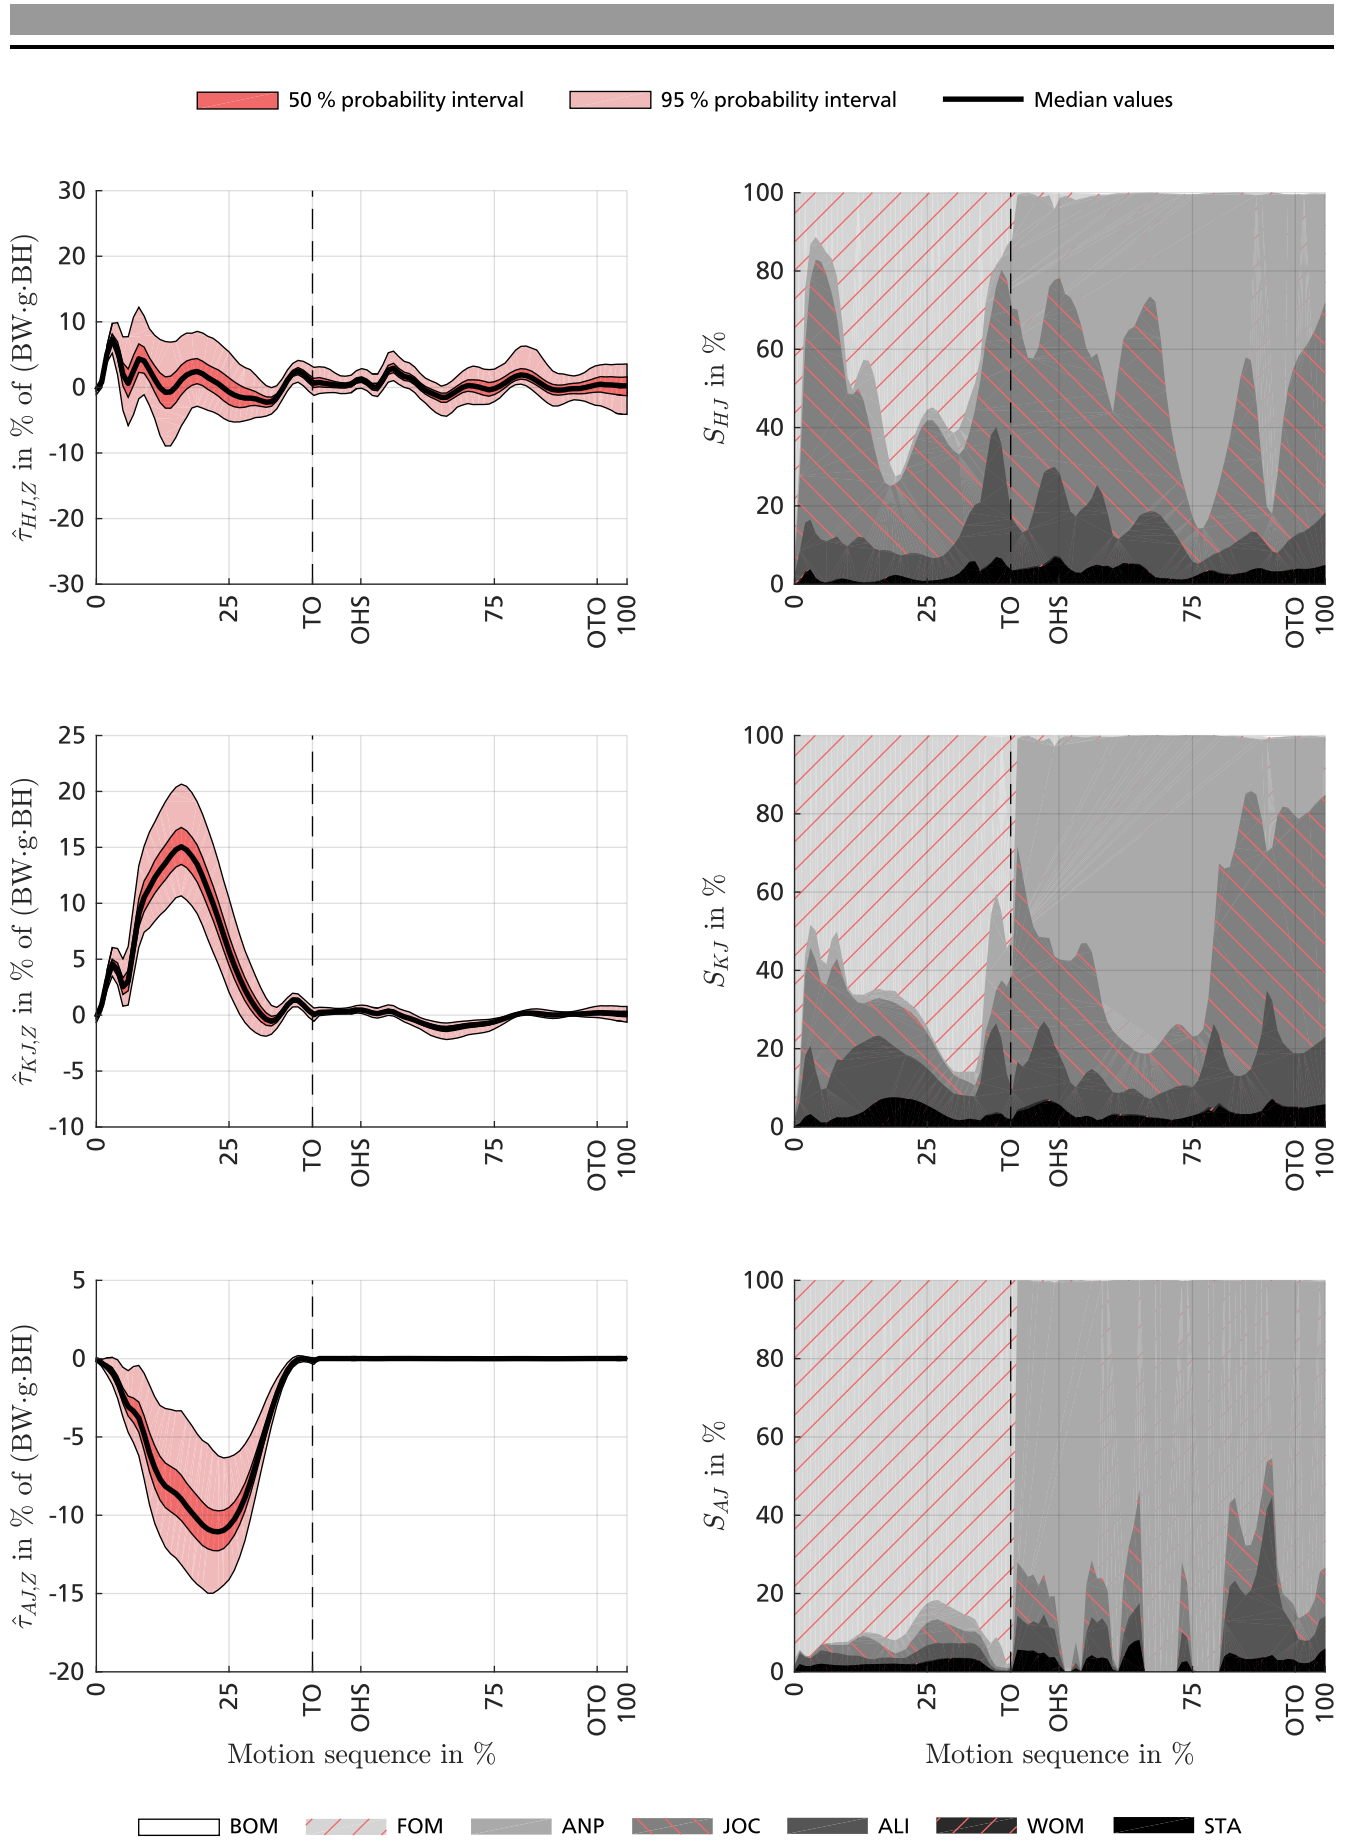 50 % probability interval 95 % probability interval Median values
τ̂_HJ,Z in % of (BW·g·BH)
30
20
10
0
-10
-20
-30
0 25 TO OHS 75 OTO 100
S_HJ in %
100
80
60
40
20
0
0 25 TO OHS 75 OTO 100
τ̂_KJ,Z in % of (BW·g·BH)
25
20
15
10
5
0
-5
-10
0 25 TO OHS 75 OTO 100
S_KJ in %
100
80
60
40
20
0
0 25 TO OHS 75 OTO 100
τ̂_AJ,Z in % of (BW·g·BH)
5
0
-5
-10
-15
-20
0 25 TO OHS 75 OTO 100
Motion sequence in %
S_AJ in %
100
80
60
40
20
0
0 25 TO OHS 75 OTO 100
Motion sequence in %
BOM FOM ANP JOC ALI WOM STA